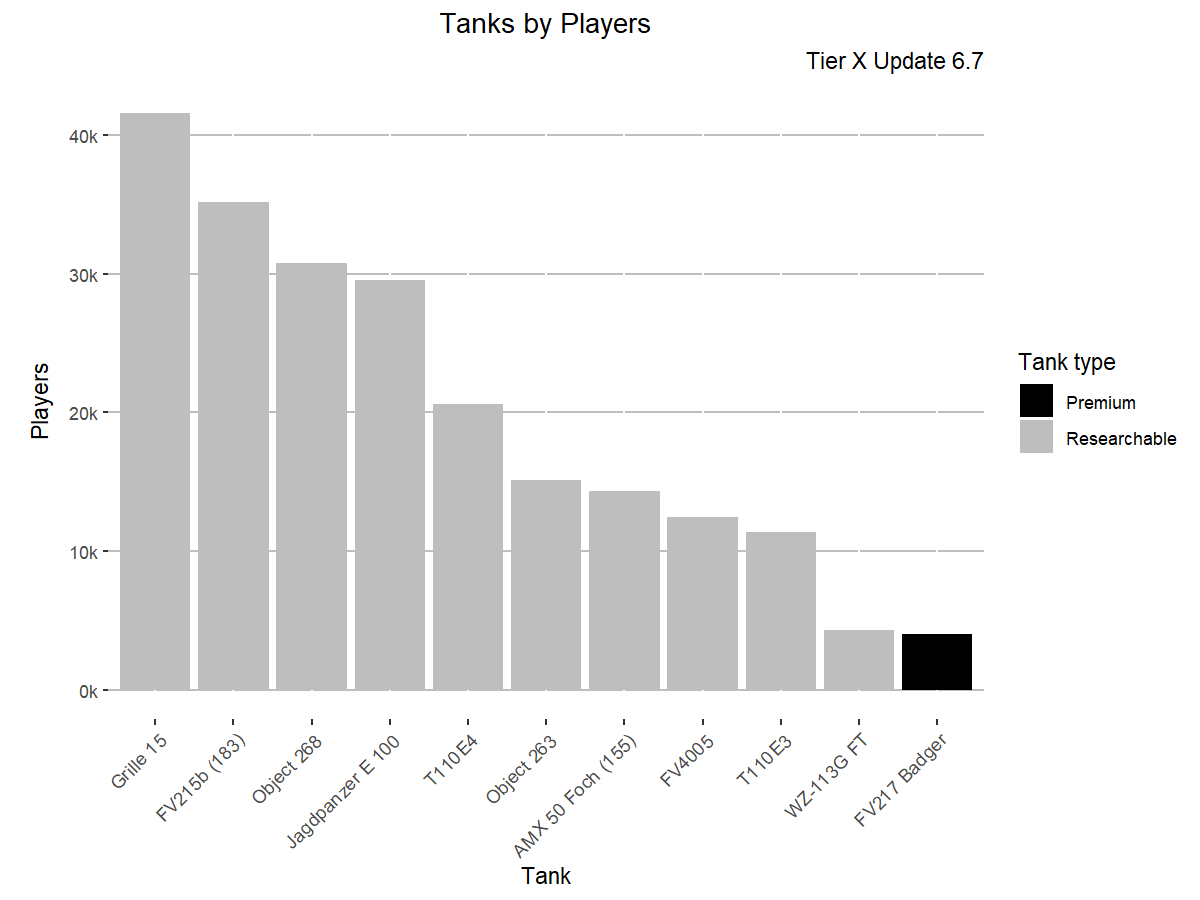 Tanks by Players
Tier X Update 6.7
Players
40k
30k
20k
10k
0k
Grille 15
FV215b (183)
Object 268
Jagdpanzer E 100
T110E4
Object 263
AMX 50 Foch (155)
FV4005
T110E3
WZ-113G FT
FV217 Badger
Tank
Tank type
Premium
Researchable